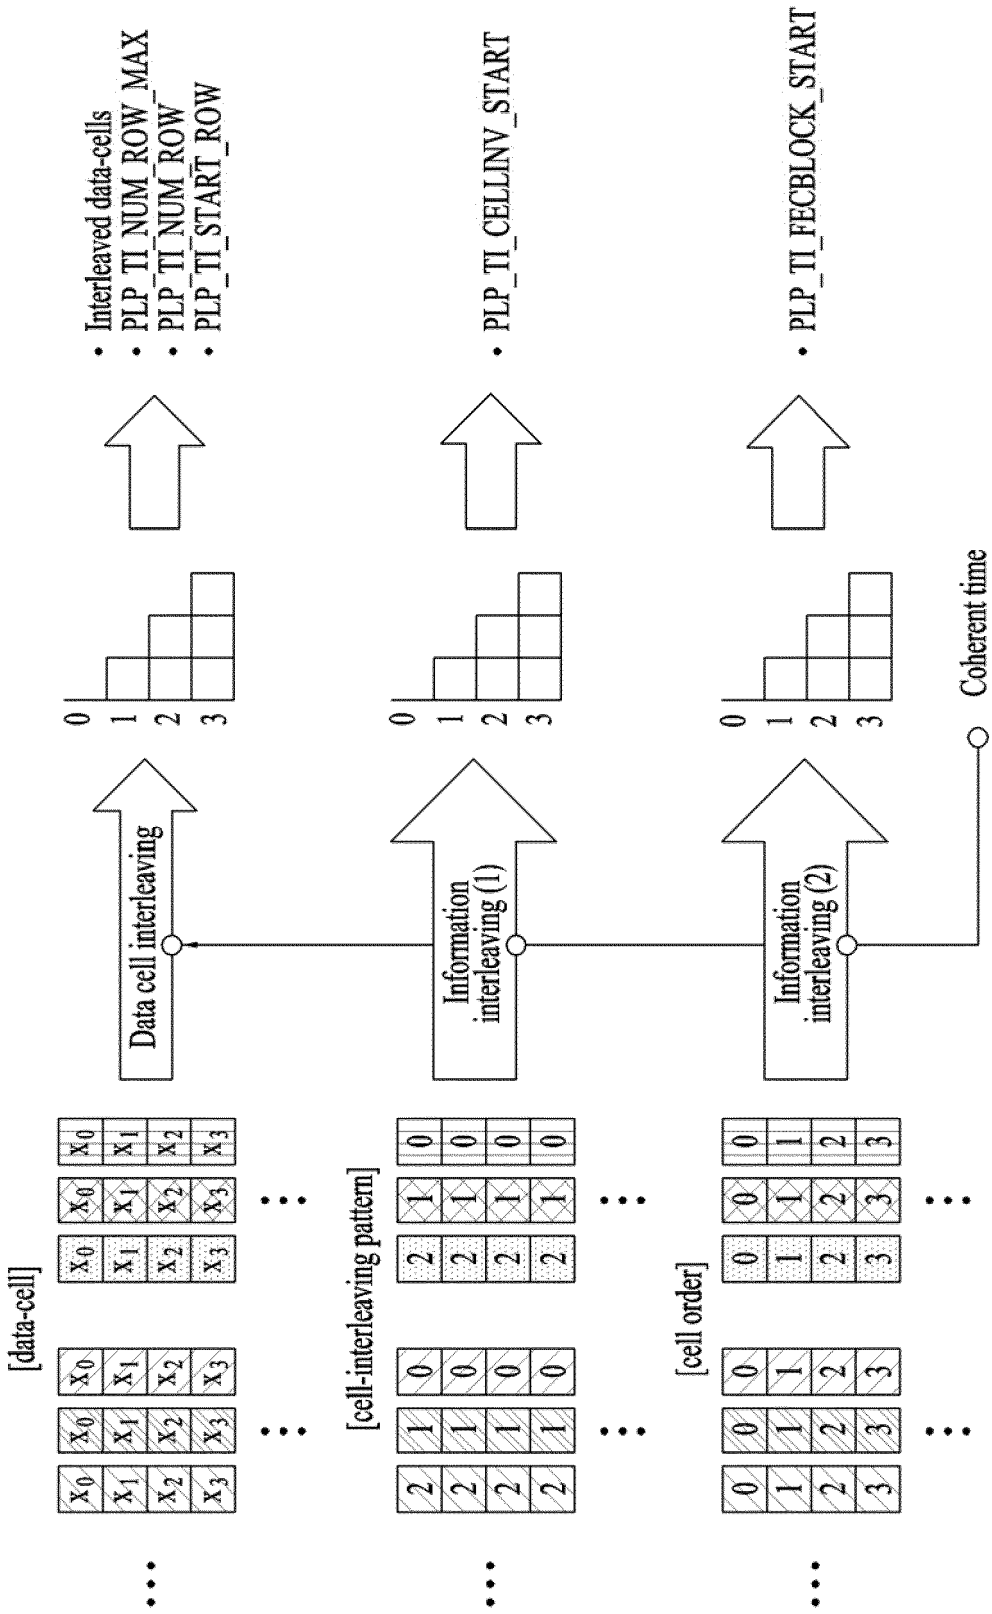 [data-cell]
X0 X0 X0 X0 X0 X0
X1 X1 X1 X1 X1 X1
X2 X2 X2 X2 X2 X2
X3 X3 X3 X3 X3 X3
Data cell interleaving
0
1
2
3
• Interleaved data-cells
• PLP_TI_NUM_ROW_MAX
• PLP_TI_NUM_ROW
• PLP_TI_START_ROW
[cell-interleaving pattern]
2 1 0 2 1 0
2 1 0 2 1 0
2 1 0 2 1 0
2 1 0 2 1 0
Information
interleaving (1)
0
1
2
3
• PLP_TI_CELLINV_START
[cell order]
0 0 0 0 0 0
1 1 1 1 1 1
2 2 2 2 2 2
3 3 3 3 3 3
Information
interleaving (2)
0
1
2
3
• PLP_TI_FECBLOCK_START
Coherent time